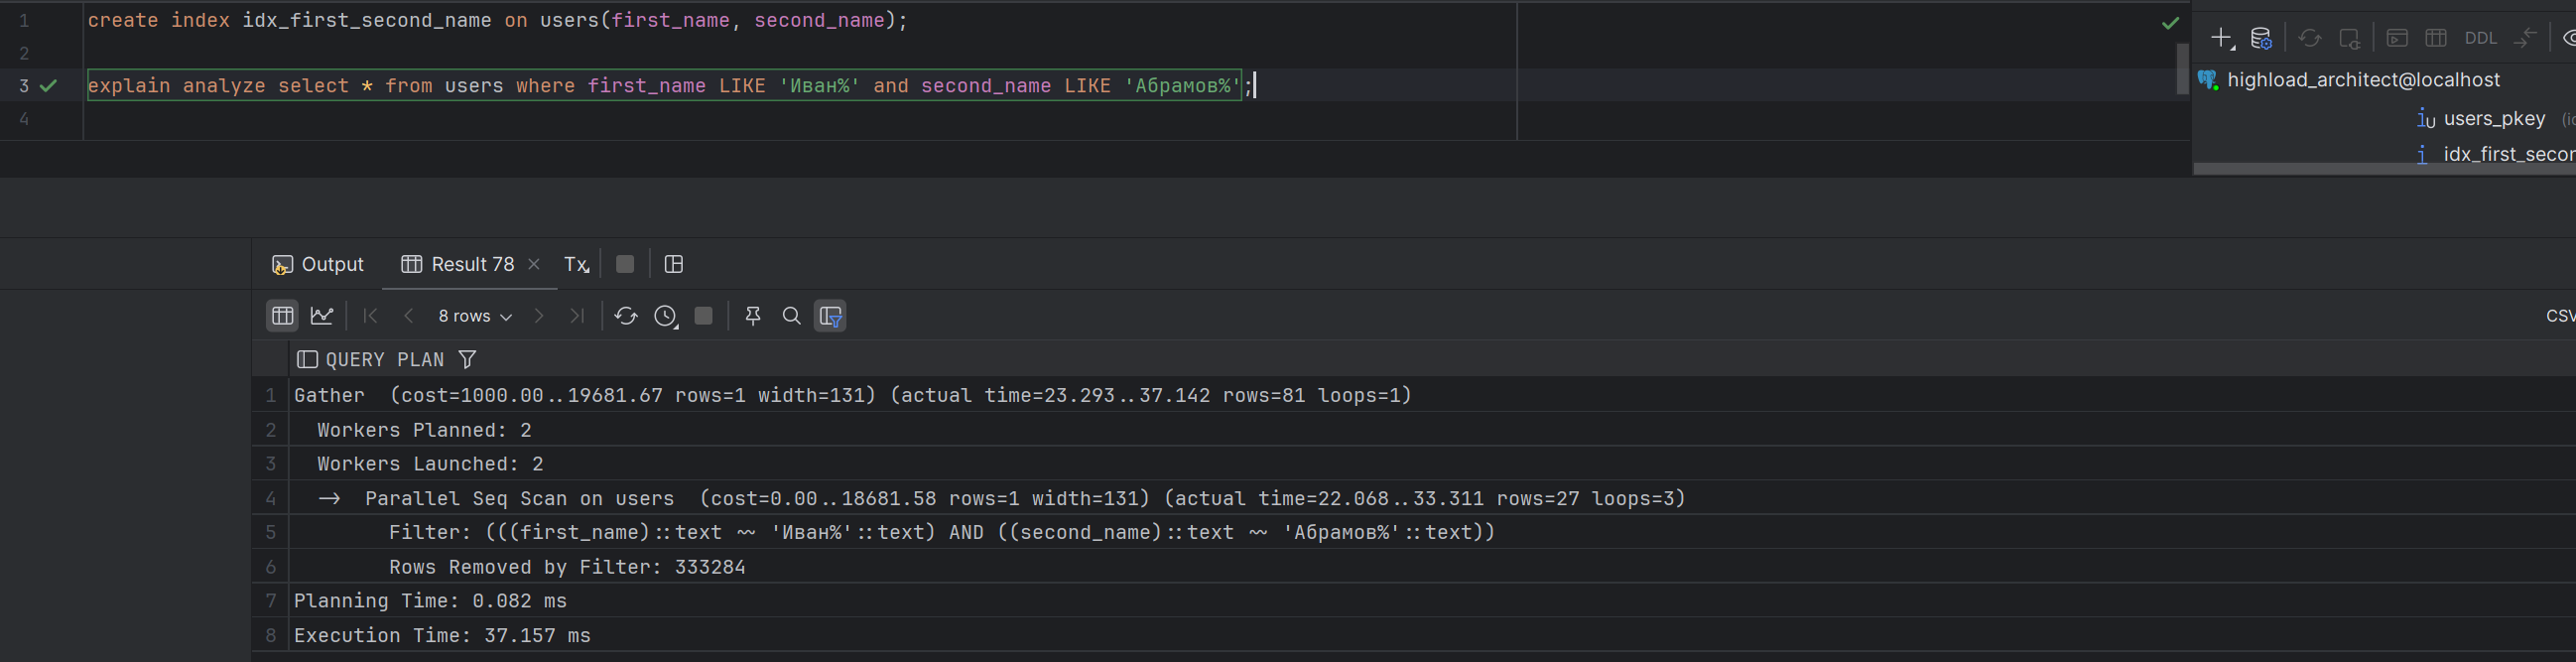 1 create index idx_first_second_name on users(first_name, second_name);
2
3 explain analyze select * from users where first_name LIKE 'Иван%' and second_name LIKE 'Абрамов%';
4
DDL
highload_architect@localhost
users_pkey
idx_first_secon
Output Result 78 Tx
8 rows
CSV
QUERY PLAN
1 Gather  (cost=1000.00..19681.67 rows=1 width=131) (actual time=23.293..37.142 rows=81 loops=1)
2   Workers Planned: 2
3   Workers Launched: 2
4   ->  Parallel Seq Scan on users  (cost=0.00..18681.58 rows=1 width=131) (actual time=22.068..33.311 rows=27 loops=3)
5         Filter: (((first_name)::text ~~ 'Иван%'::text) AND ((second_name)::text ~~ 'Абрамов%'::text))
6         Rows Removed by Filter: 333284
7 Planning Time: 0.082 ms
8 Execution Time: 37.157 ms